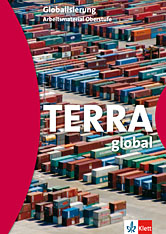 Globalisierung
Arbeitsmaterial Oberstufe
TERRA
global
Klett